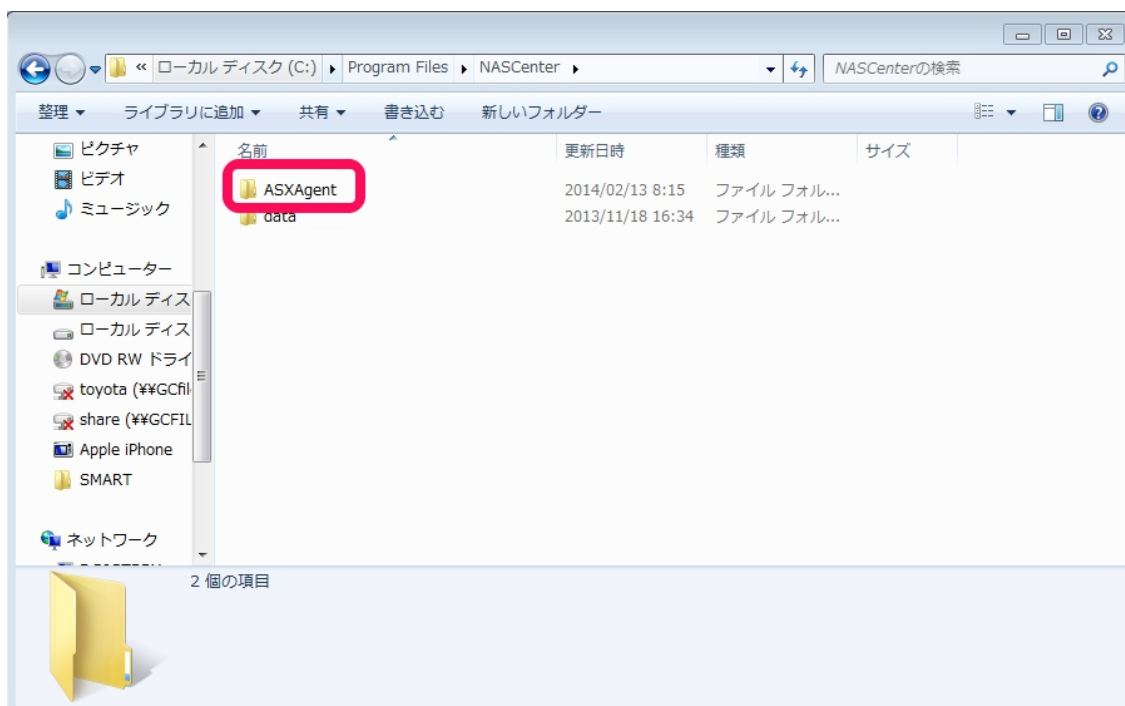 « ローカル ディスク (C:) ▸ Program Files ▸ NASCenter ▸ NASCenterの検索
整理 ▼ ライブラリに追加 ▼ 共有 ▼ 書き込む 新しいフォルダー
ピクチャ
ビデオ
ミュージック
コンピューター
ローカル ディス
ローカル ディス
DVD RW ドライ
toyota (¥¥GCfil
share (¥¥GCFIL
Apple iPhone
SMART
ネットワーク
名前 更新日時 種類 サイズ
ASXAgent 2014/02/13 8:15 ファイル フォル...
data 2013/11/18 16:34 ファイル フォル...
2 個の項目